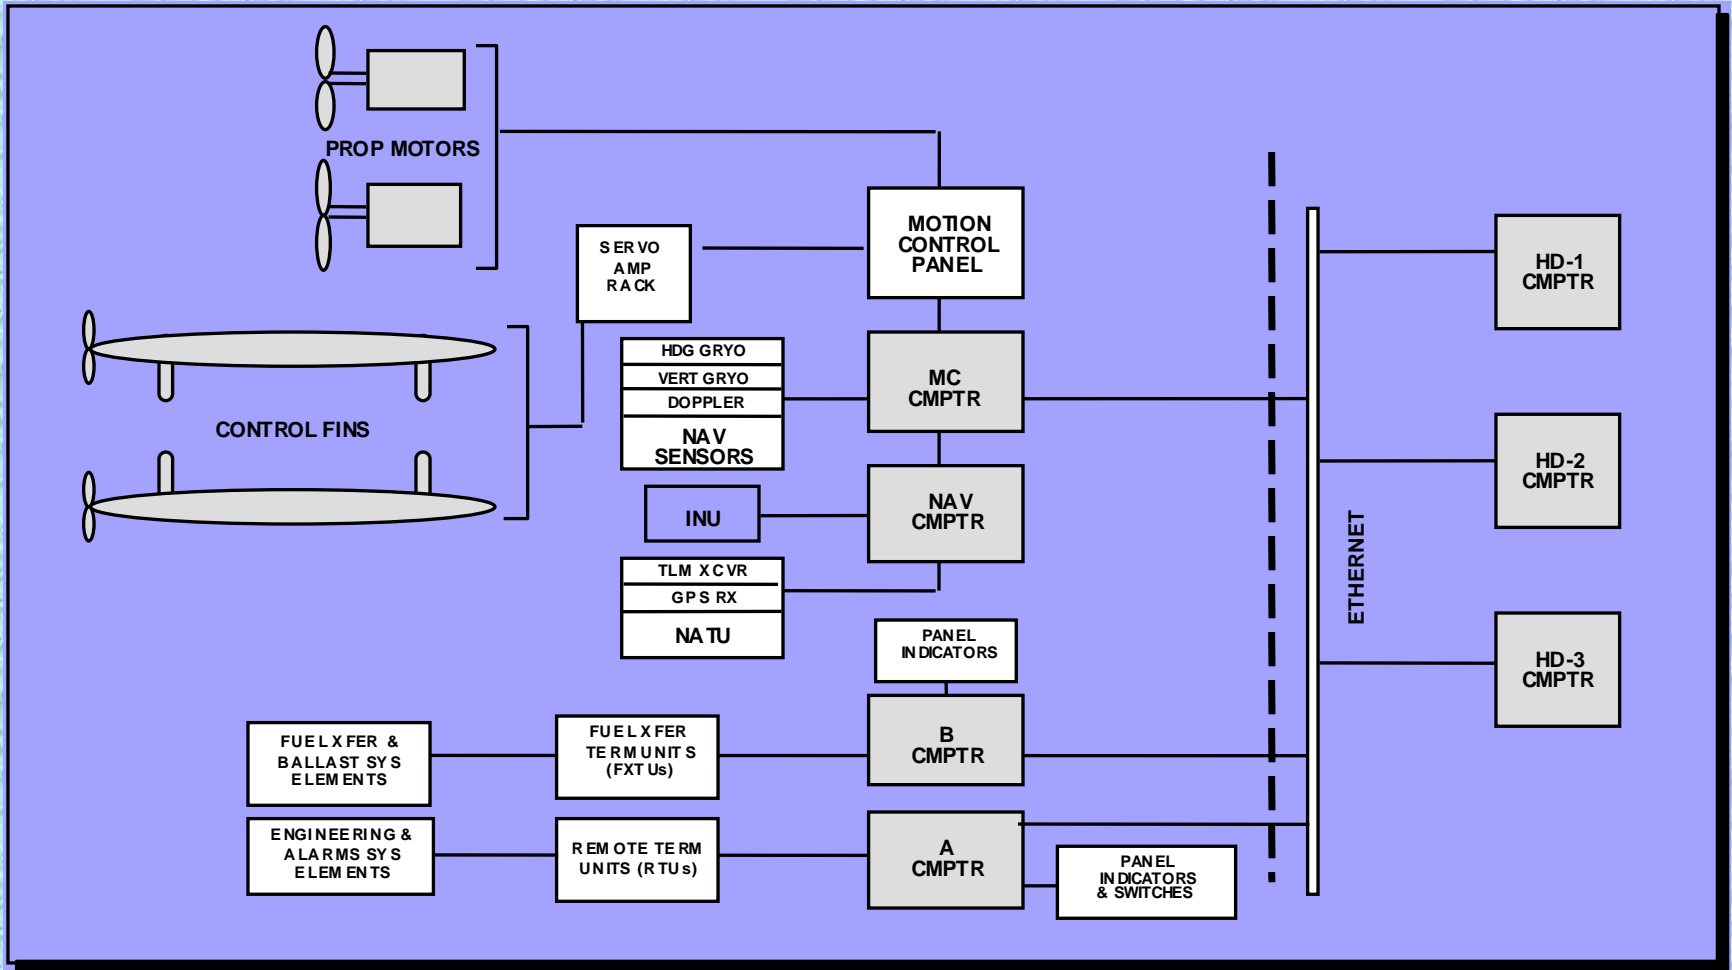 PROP MOTORS
MOTION
CONTROL
PANEL
SERVO
AMP
RACK
HD-1
CMPTR
HDG GRYO
VERT GRYO
DOPPLER
NAV
SENSORS
MC
CMPTR
CONTROL FINS
HD-2
CMPTR
INU
NAV
CMPTR
ETHERNET
TLM XCVR
GPS RX
NATU
PANEL
INDICATORS
HD-3
CMPTR
FUEL XFER &
BALLAST SYS
ELEMENTS
FUEL XFER
TERM UNITS
(FXTUs)
B
CMPTR
ENGINEERING &
ALARMS SYS
ELEMENTS
REMOTE TERM
UNITS (RTUs)
A
CMPTR
PANEL
INDICATORS
& SWITCHES